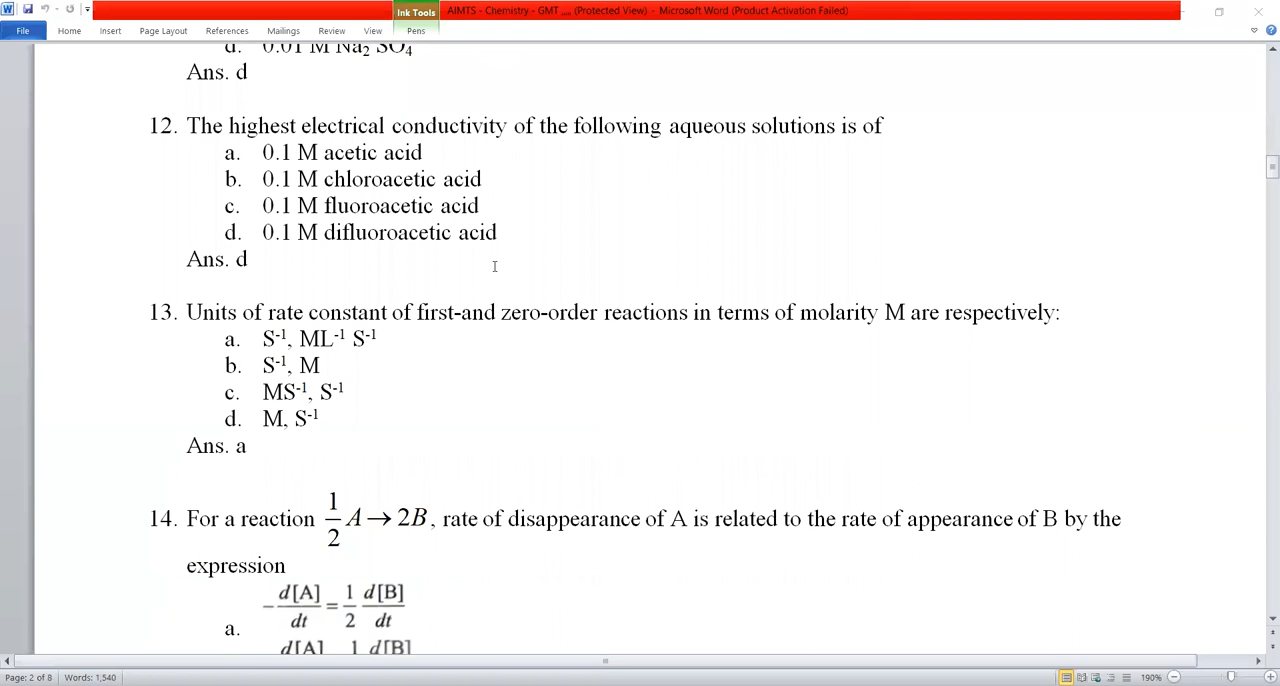 Ink Tools
AIMTS - Chemistry - GMT ,,,,, (Protected View) - Microsoft Word (Product Activation Failed)
File Home Insert Page Layout References Mailings Review View Pens
d. 0.01 M Na₂ SO₄
Ans. d
12. The highest electrical conductivity of the following aqueous solutions is of
a. 0.1 M acetic acid
b. 0.1 M chloroacetic acid
c. 0.1 M fluoroacetic acid
d. 0.1 M difluoroacetic acid
Ans. d
13. Units of rate constant of first-and zero-order reactions in terms of molarity M are respectively:
a. S⁻¹, ML⁻¹ S⁻¹
b. S⁻¹, M
c. MS⁻¹, S⁻¹
d. M, S⁻¹
Ans. a
14. For a reaction 1/2 A → 2B, rate of disappearance of A is related to the rate of appearance of B by the
expression
a. -d[A]/dt = 1/2 d[B]/dt
d[A] 1 d[B]
Page: 2 of 8 Words: 1,540 190%